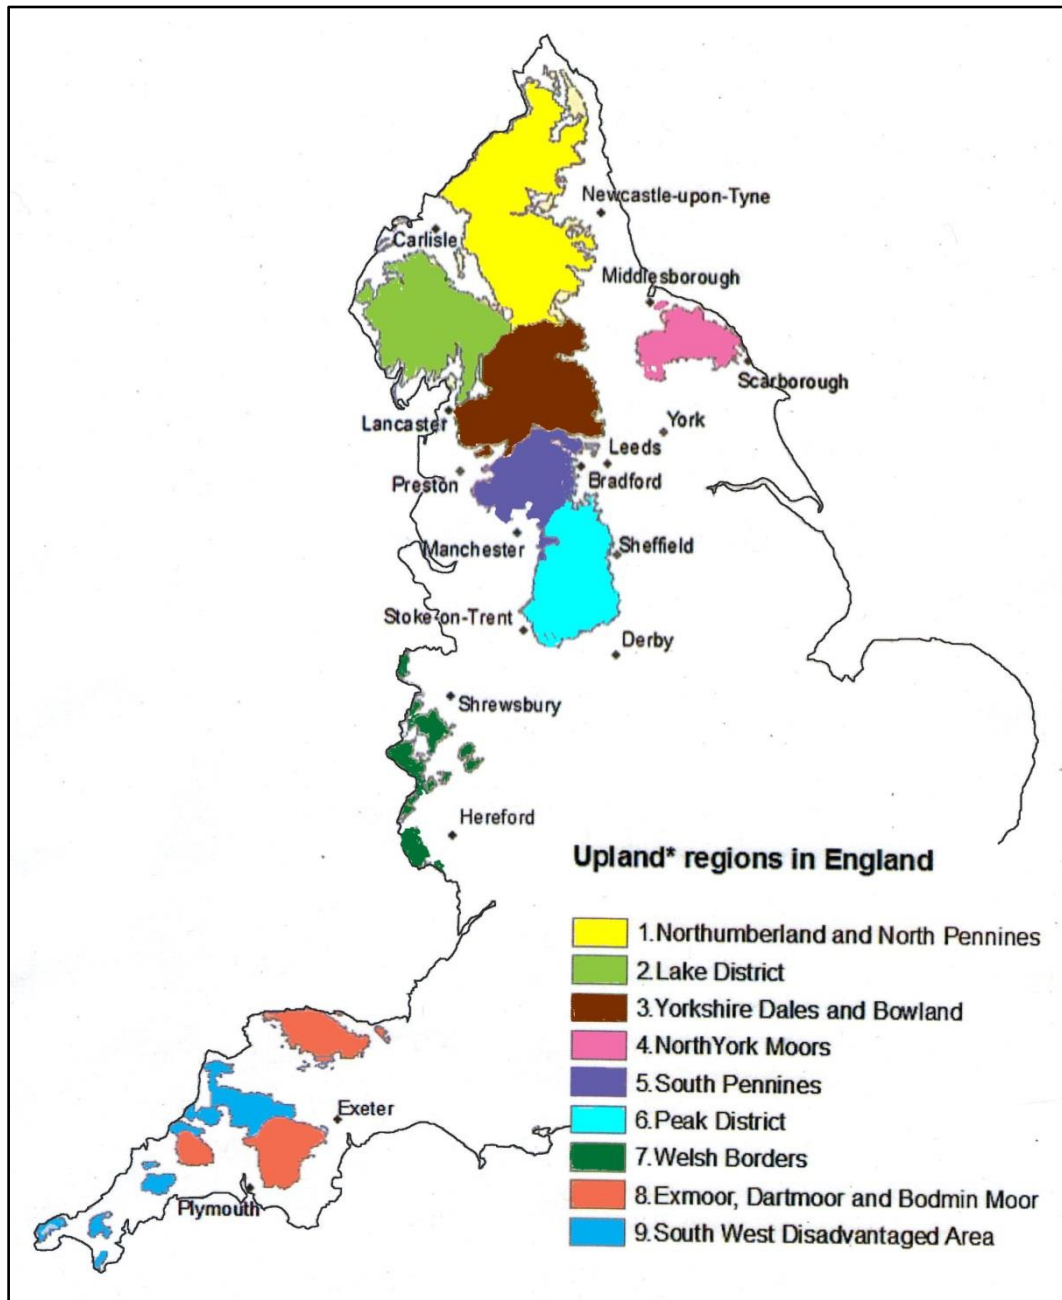 Newcastle-upon-Tyne
Carlisle
Middlesborough
Scarborough
Lancaster
York
Leeds
Preston
Bradford
Manchester
Sheffield
Stoke-on-Trent
Derby
Shrewsbury
Hereford
Upland* regions in England
1.Northumberland and North Pennines
2.Lake District
3.Yorkshire Dales and Bowland
4.NorthYork Moors
5.South Pennines
6.Peak District
7.Welsh Borders
8.Exmoor, Dartmoor and Bodmin Moor
9.South West Disadvantaged Area
Exeter
Plymouth